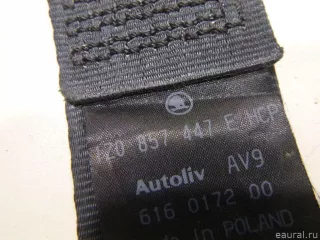 1Z0 857 447 E HCP
Autoliv AV9
616 0172 00
in POLAND
eaural.ru